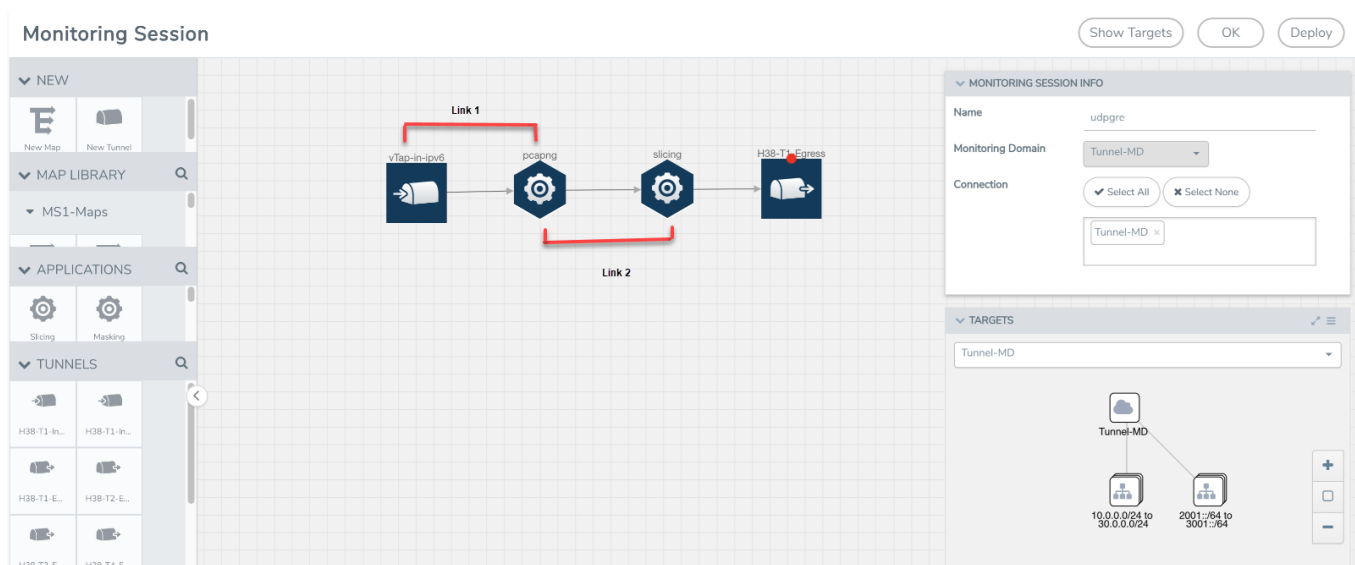 Monitoring Session
Show Targets
OK
Deploy
NEW
New Map
New Tunnel
MAP LIBRARY
MS1-Maps
APPLICATIONS
Slicing
Masking
TUNNELS
H38-T1-In...
H38-T1-In...
H38-T1-E...
H38-T2-E...
Link 1
vTap-in-ipv6
pcapng
slicing
H38-T1-Egress
Link 2
MONITORING SESSION INFO
Name
udpgre
Monitoring Domain
Tunnel-MD
Connection
Select All
Select None
Tunnel-MD ×
TARGETS
Tunnel-MD
Tunnel-MD
10.0.0.0/24 to
30.0.0.0/24
2001::/64 to
3001::/64